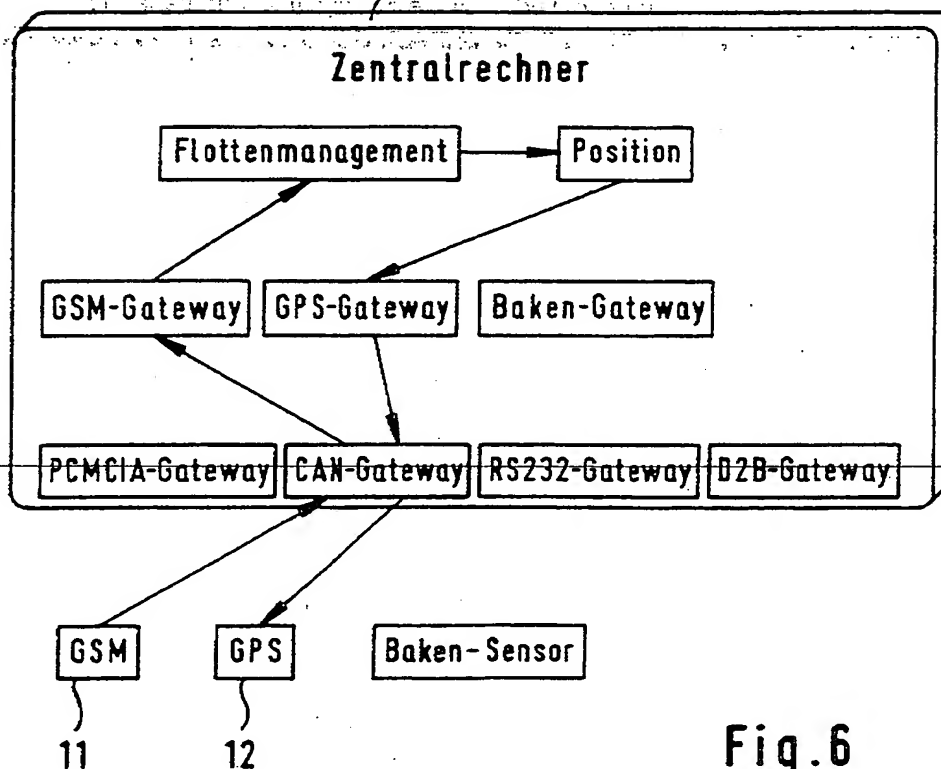 Zentralrechner
Flottenmanagement Position
GSM-Gateway GPS-Gateway Baken-Gateway
PCMCIA-Gateway CAN-Gateway RS232-Gateway D2B-Gateway
GSM GPS Baken-Sensor
11 12
Fig.6